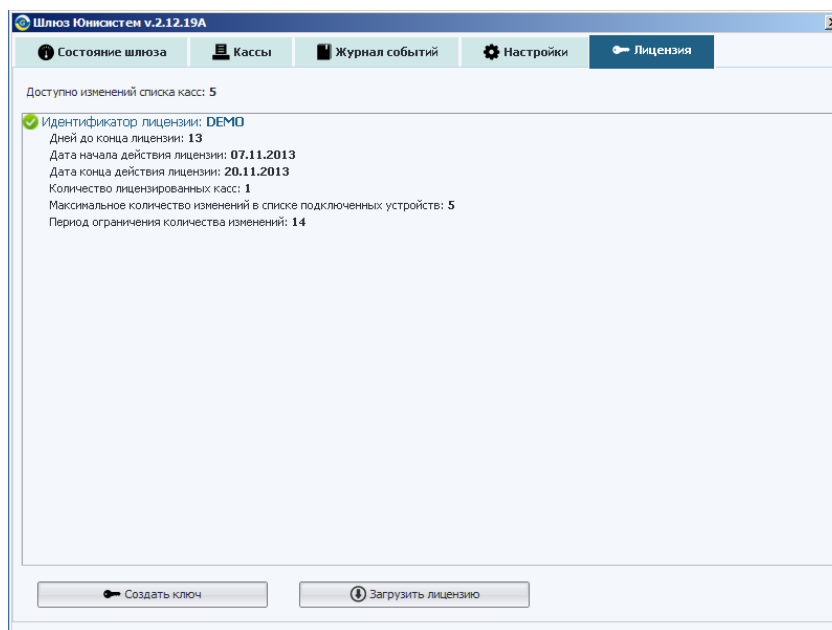 Шлюз Юнисистем v.2.12.19A
Состояние шлюза Кассы Журнал событий Настройки Лицензия
Доступно изменений списка касс: 5
Идентификатор лицензии: DEMO
Дней до конца лицензии: 13
Дата начала действия лицензии: 07.11.2013
Дата конца действия лицензии: 20.11.2013
Количество лицензированных касс: 1
Максимальное количество изменений в списке подключенных устройств: 5
Период ограничения количества изменений: 14
Создать ключ Загрузить лицензию